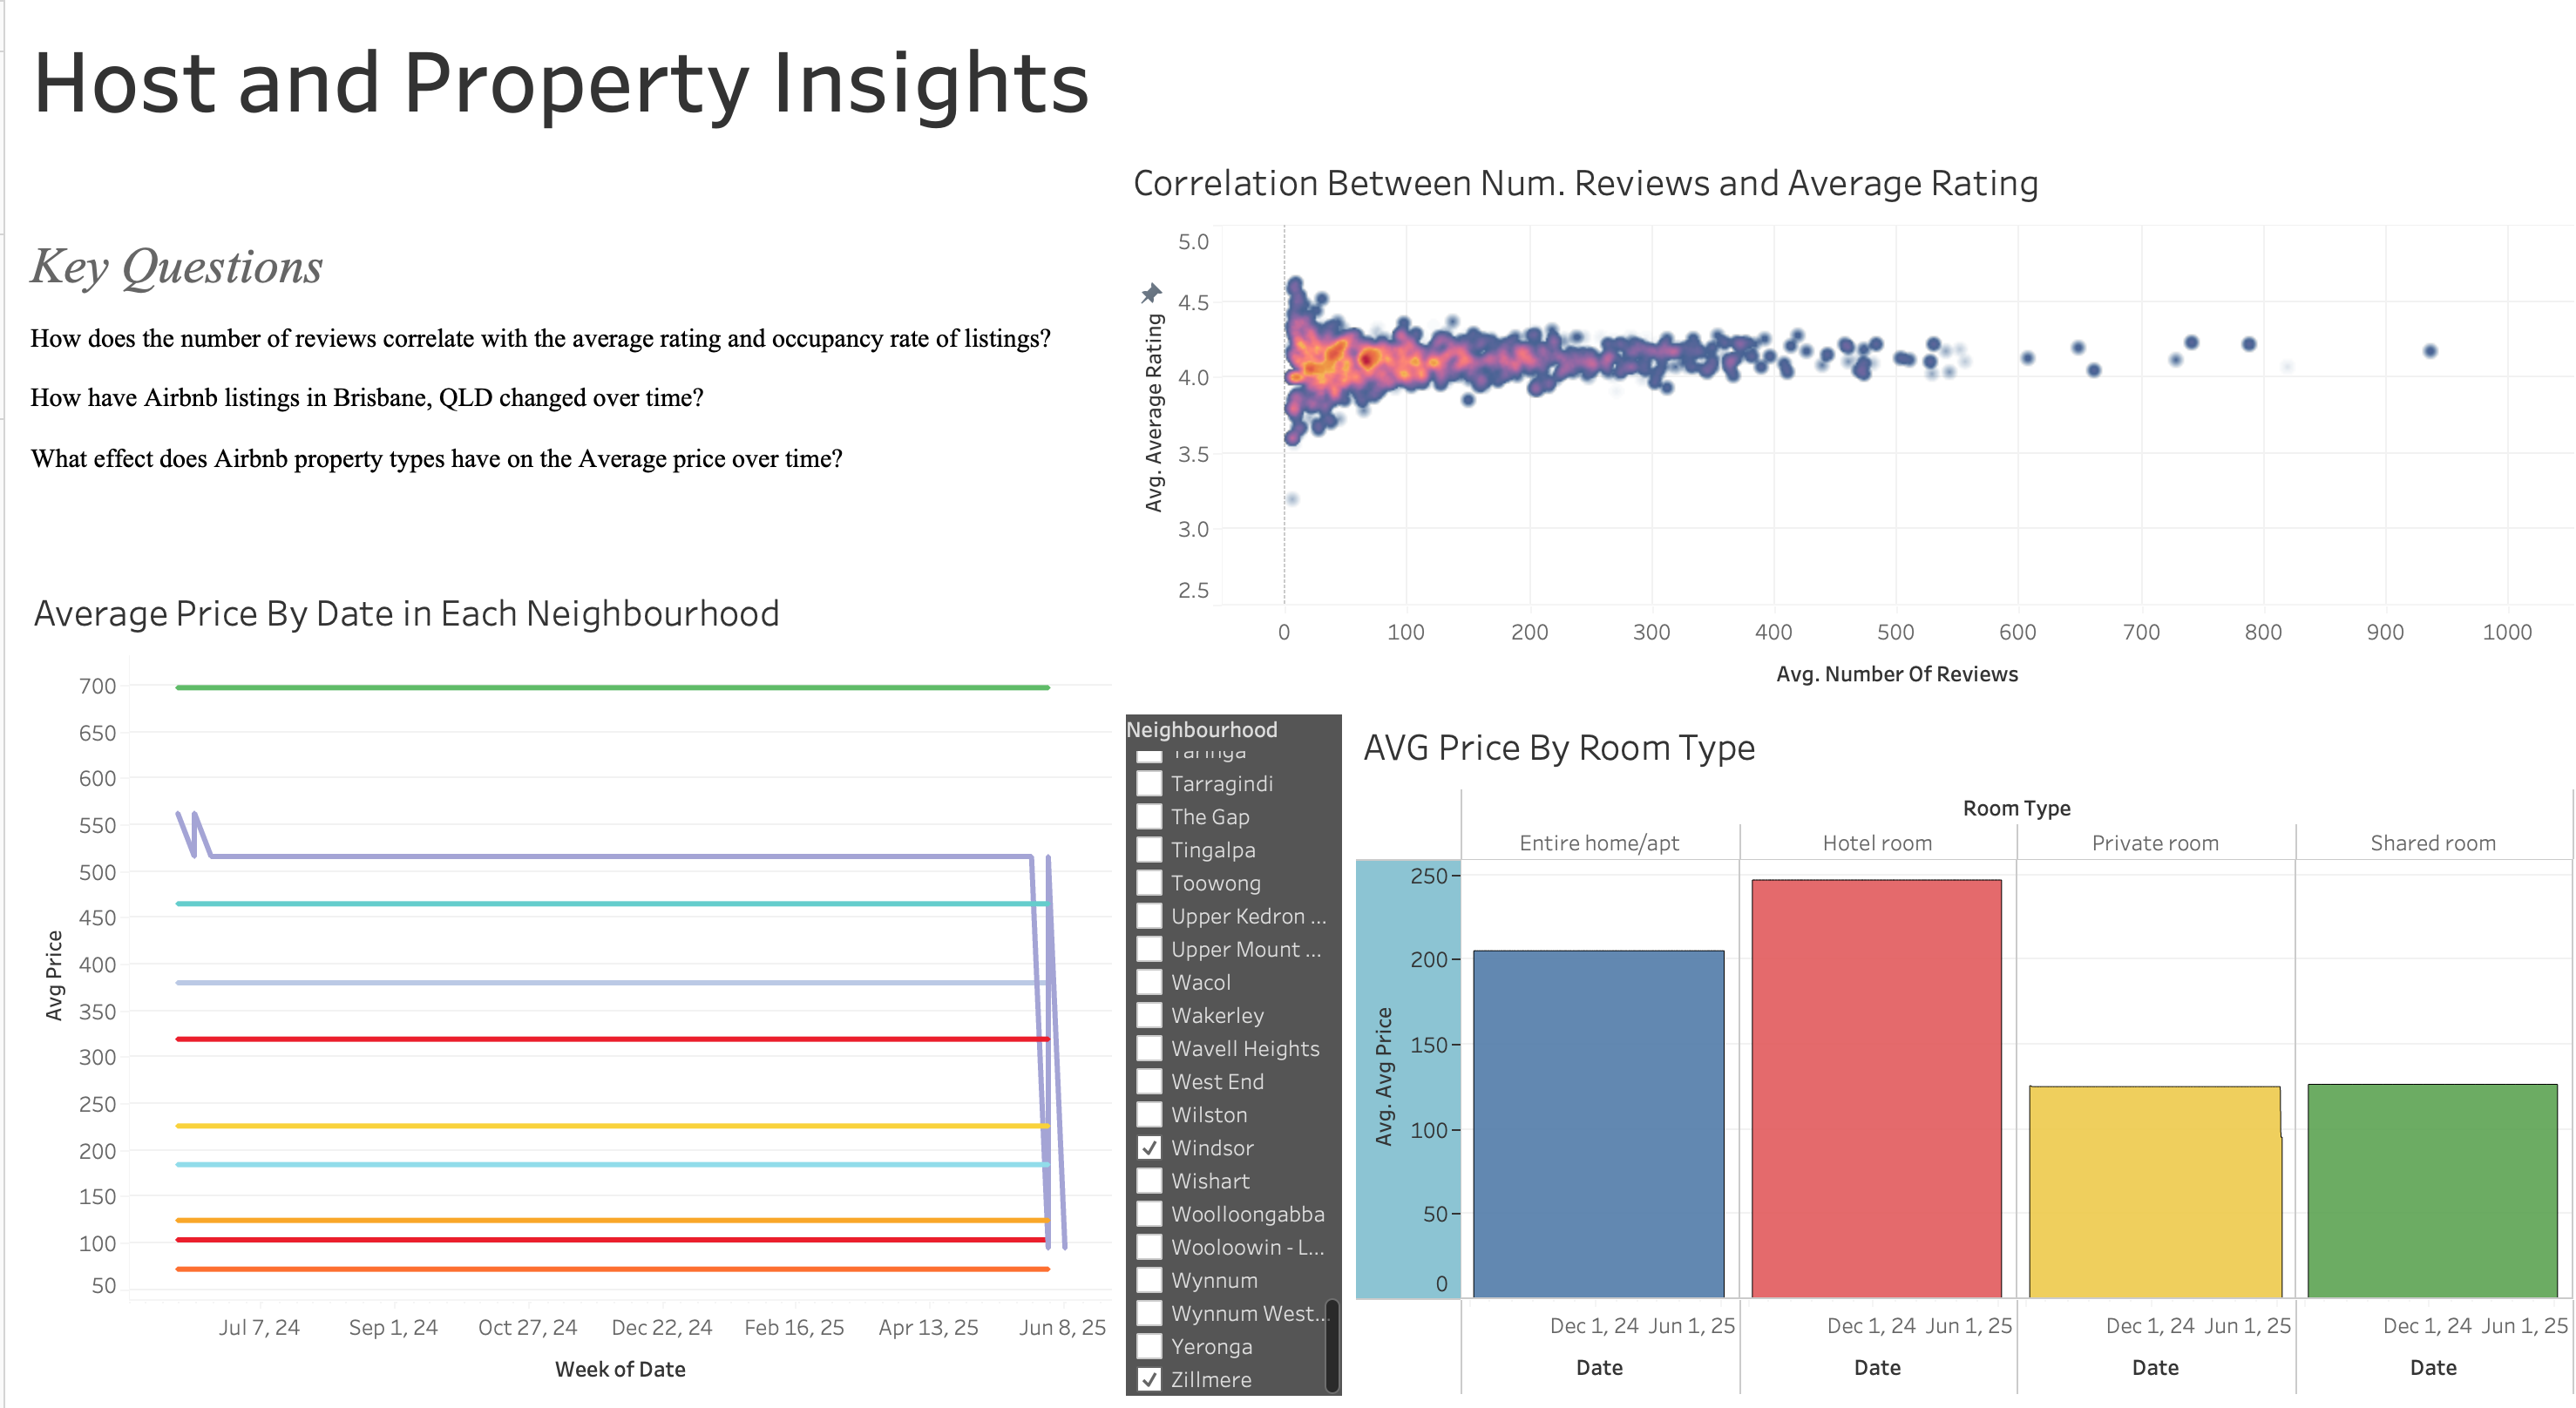 Host and Property Insights
Key Questions
How does the number of reviews correlate with the average rating and occupancy rate of listings?
How have Airbnb listings in Brisbane, QLD changed over time?
What effect does Airbnb property types have on the Average price over time?
Correlation Between Num. Reviews and Average Rating
Avg. Average Rating
5.0
4.5
4.0
3.5
3.0
2.5
0 100 200 300 400 500 600 700 800 900 1000
Avg. Number Of Reviews
Average Price By Date in Each Neighbourhood
Avg Price
700
650
600
550
500
450
400
350
300
250
200
150
100
50
Jul 7, 24 Sep 1, 24 Oct 27, 24 Dec 22, 24 Feb 16, 25 Apr 13, 25 Jun 8, 25
Week of Date
Neighbourhood
Taringa
Tarragindi
The Gap
Tingalpa
Toowong
Upper Kedron ...
Upper Mount ...
Wacol
Wakerley
Wavell Heights
West End
Wilston
Windsor
Wishart
Woolloongabba
Wooloowin - L...
Wynnum
Wynnum West...
Yeronga
Zillmere
AVG Price By Room Type
Room Type
Entire home/apt Hotel room Private room Shared room
Avg. Avg Price
250
200
150
100
50
0
Dec 1, 24 Jun 1, 25 Dec 1, 24 Jun 1, 25 Dec 1, 24 Jun 1, 25 Dec 1, 24 Jun 1, 25
Date Date Date Date